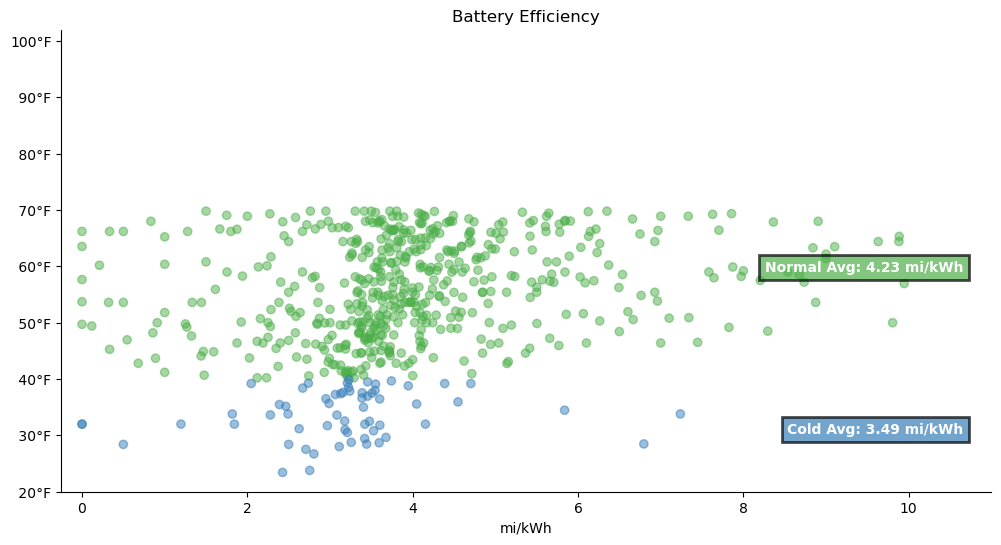 Battery Efficiency
100°F
90°F
80°F
70°F
60°F
Normal Avg: 4.23 mi/kWh
50°F
40°F
30°F
Cold Avg: 3.49 mi/kWh
20°F
0 2 4 6 8 10
mi/kWh